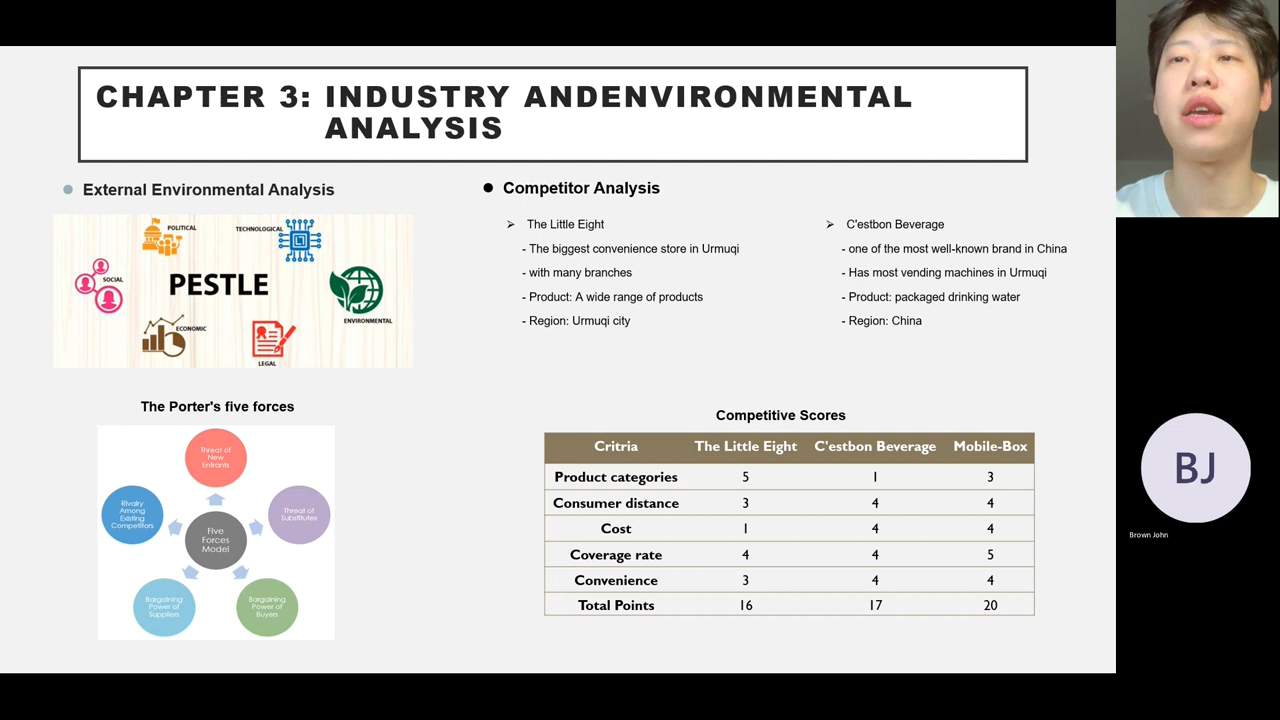 CHAPTER 3: INDUSTRY ANDENVIRONMENTAL
ANALYSIS
External Environmental Analysis
POLITICAL
TECHNOLOGICAL
SOCIAL
PESTLE
ECONOMIC
ENVIRONMENTAL
LEGAL
The Porter's five forces
Threat of
New
Entrants
Rivalry
Among
Existing
Competitors
Threat of
Substitutes
Five
Forces
Model
Bargaining
Power of
Suppliers
Bargaining
Power of
Buyers
Competitor Analysis
The Little Eight
- The biggest convenience store in Urmuqi
- with many branches
- Product: A wide range of products
- Region: Urmuqi city
C'estbon Beverage
- one of the most well-known brand in China
- Has most vending machines in Urmuqi
- Product: packaged drinking water
- Region: China
Competitive Scores
Critria The Little Eight C'estbon Beverage Mobile-Box
Product categories 5 1 3
Consumer distance 3 4 4
Cost 1 4 4
Coverage rate 4 4 5
Convenience 3 4 4
Total Points 16 17 20
BJ
Brown John